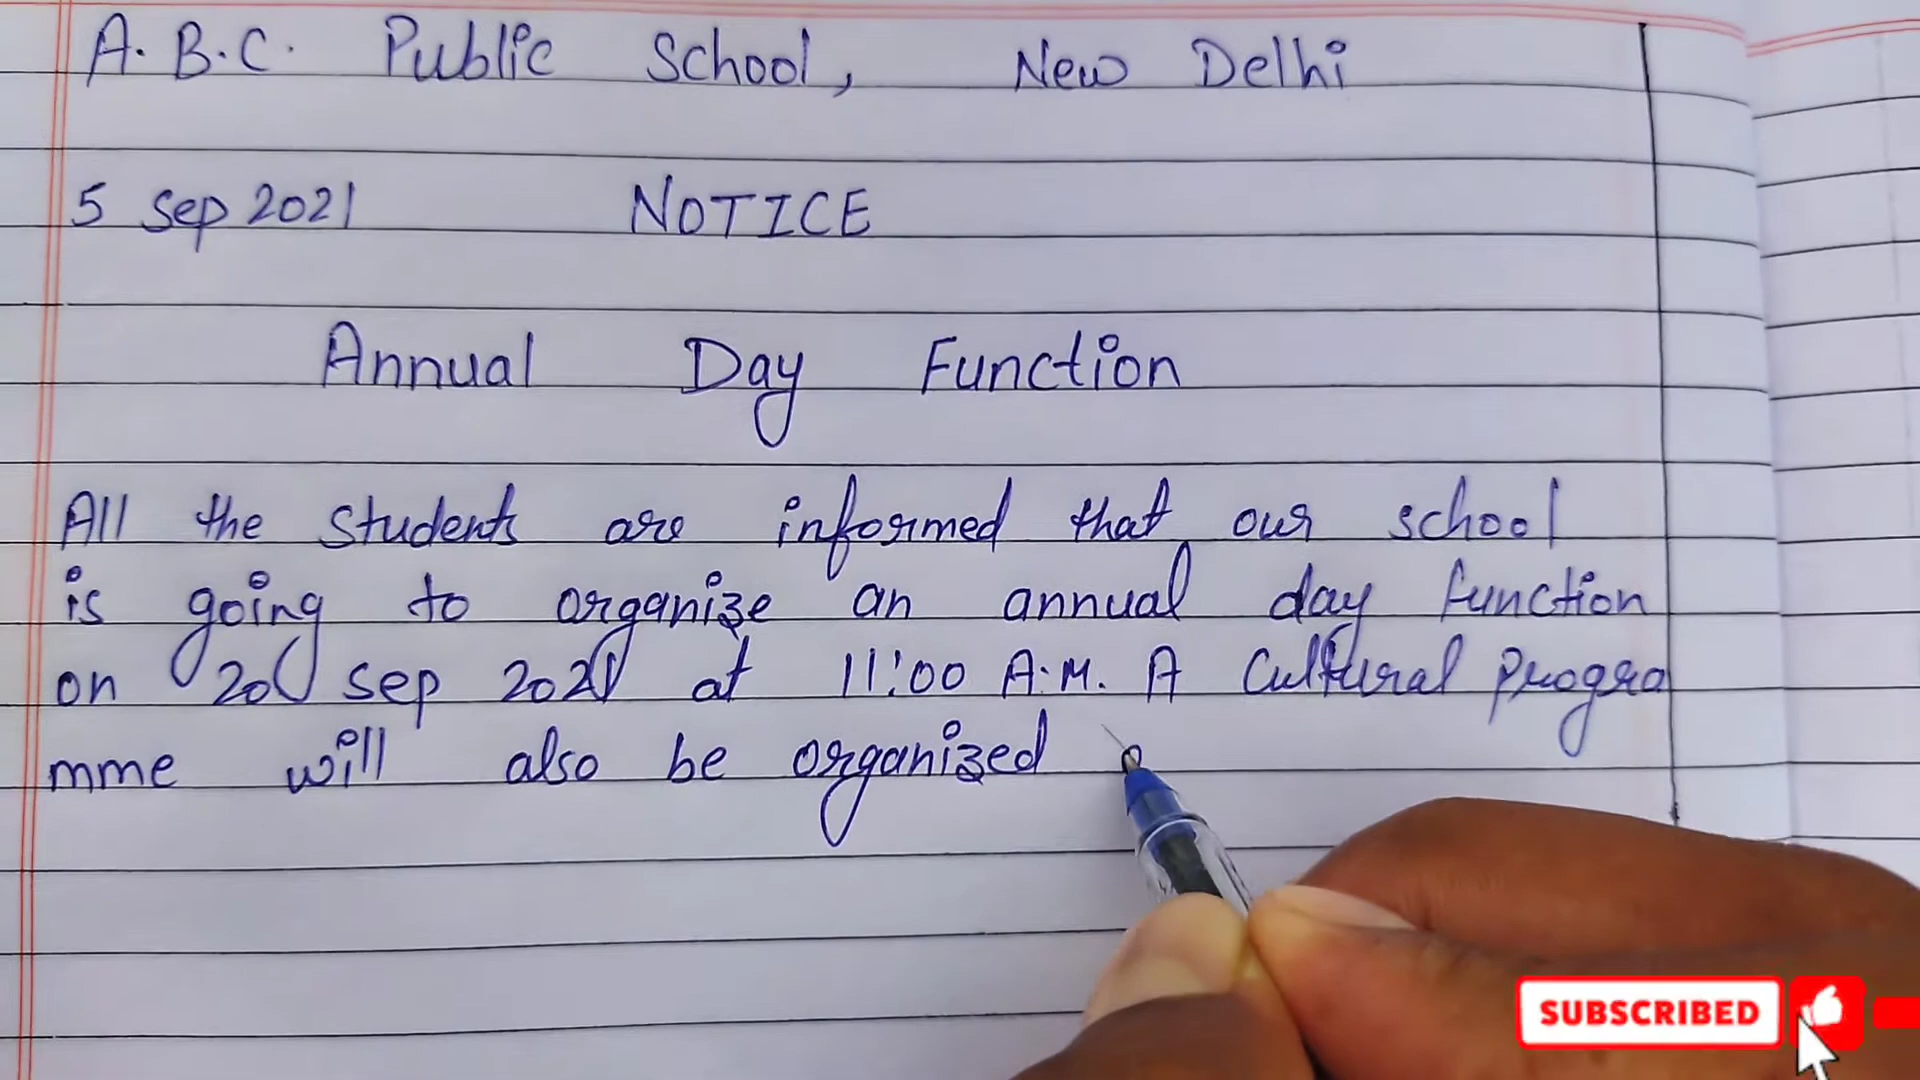 A. B.C. Public School, New Delhi
5 Sep 2021 NOTICE
Annual Day Function
All the students are informed that our school
is going to organize an annual day function
on 20 sep 2021 at 11:00 A.M. A Cultural progra
mme will also be organized
SUBSCRIBED